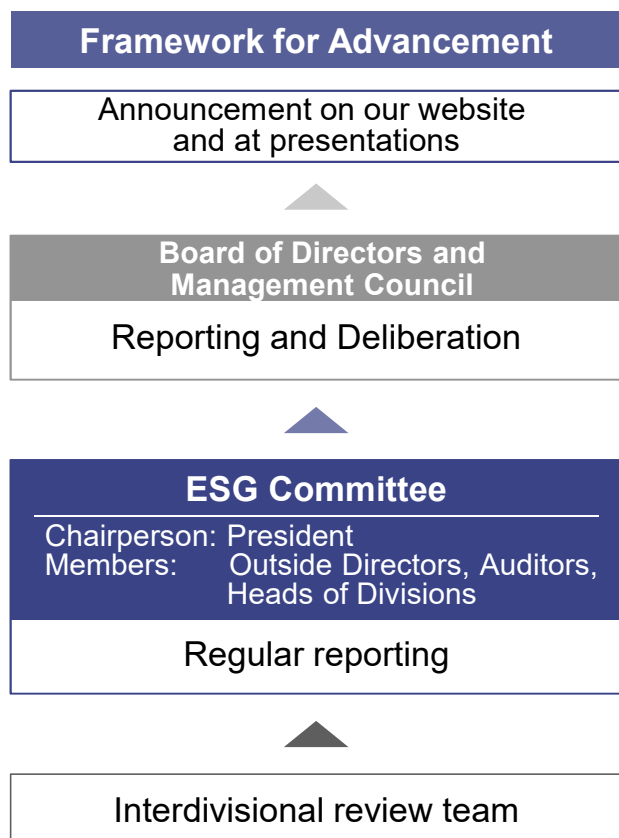 Framework for Advancement
Announcement on our website
and at presentations
Board of Directors and
Management Council
Reporting and Deliberation
ESG Committee
Chairperson: President
Members: Outside Directors, Auditors,
Heads of Divisions
Regular reporting
Interdivisional review team